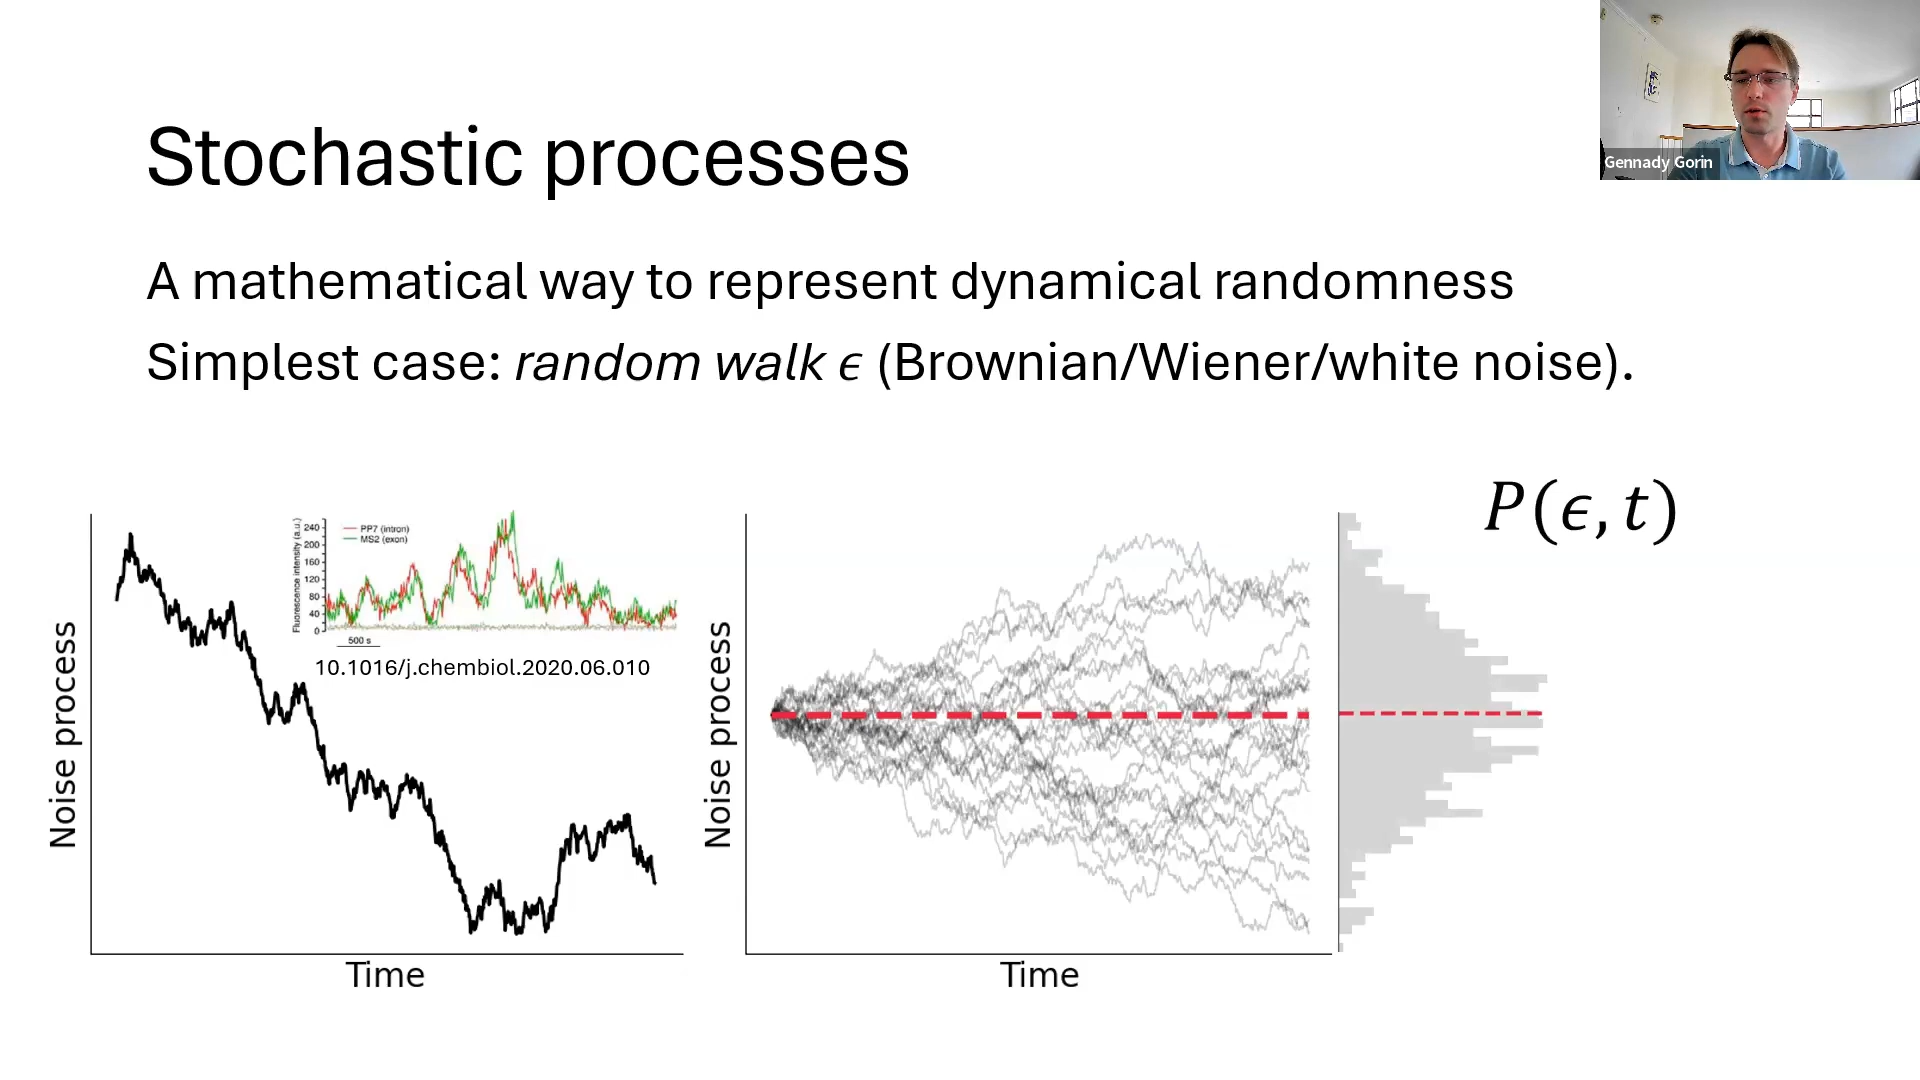 Gennady Gorin
Stochastic processes
A mathematical way to represent dynamical randomness
Simplest case: random walk ϵ (Brownian/Wiener/white noise).
P(ϵ, t)
Noise process
Time
Fluorescence intensity (a.u.)
240
200
160
120
80
40
0
PP7 (intron)
MS2 (exon)
500 s
10.1016/j.chembiol.2020.06.010
Noise process
Time